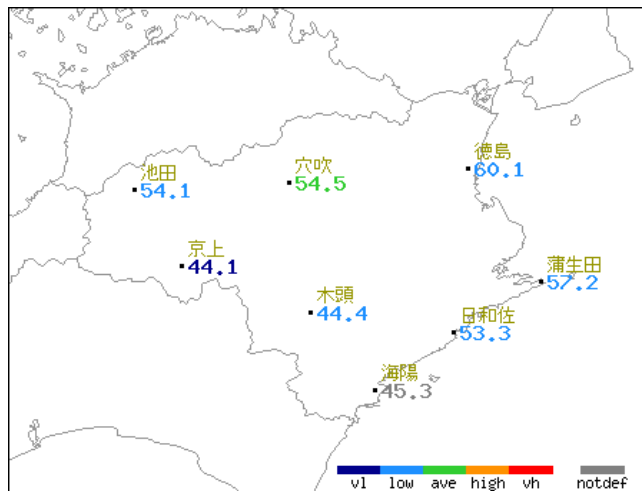 徳島
60.1
穴吹
54.5
池田
54.1
京上
44.1
蒲生田
57.2
木頭
44.4
日和佐
53.3
海陽
45.3
vl low ave high vh notdef